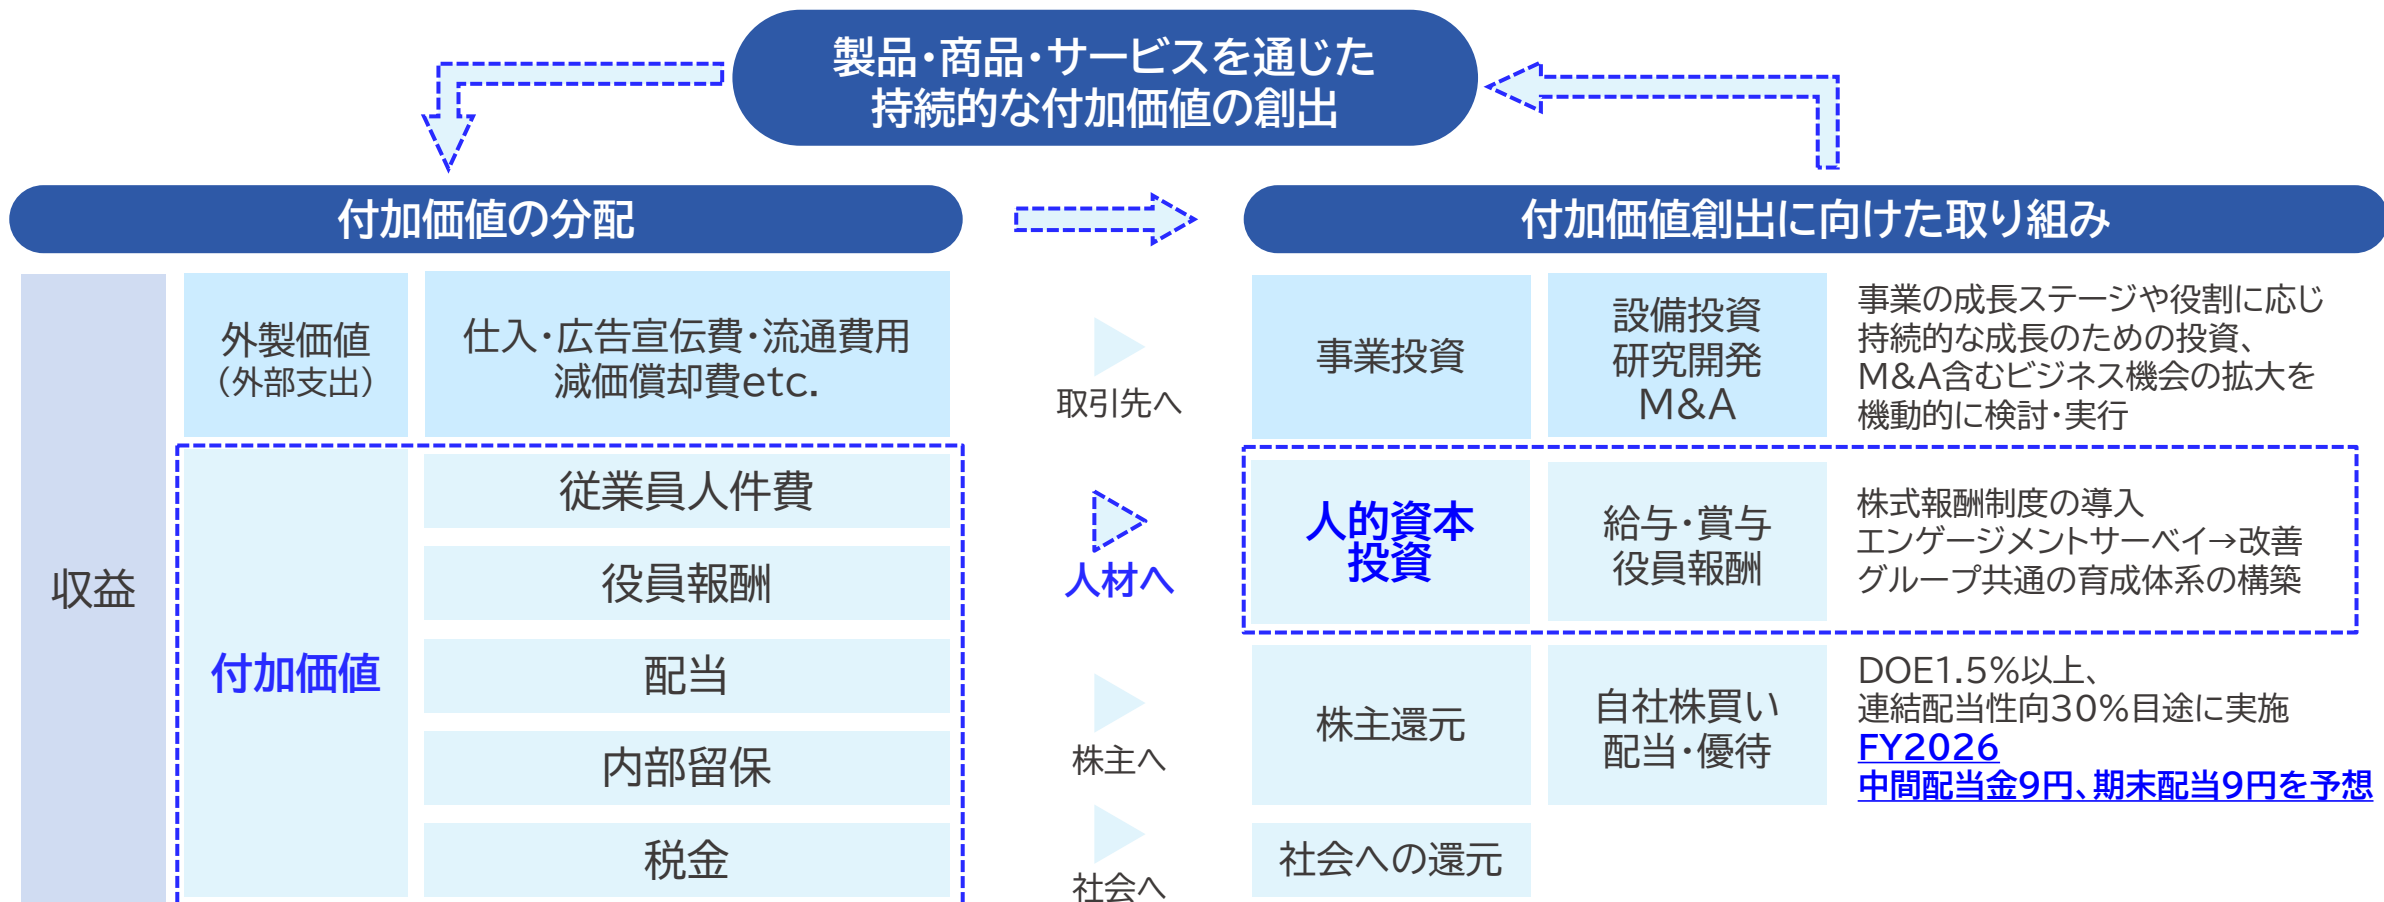 製品・商品・サービスを通じた
持続的な付加価値の創出
付加価値の分配
付加価値創出に向けた取り組み
収益
外製価値
（外部支出）
仕入・広告宣伝費・流通費用
減価償却費etc.
取引先へ
事業投資
設備投資
研究開発
M&A
事業の成長ステージや役割に応じ
持続的な成長のための投資、
M&A含むビジネス機会の拡大を
機動的に検討・実行
付加価値
従業員人件費
役員報酬
配当
内部留保
税金
人材へ
人的資本
投資
給与・賞与
役員報酬
株式報酬制度の導入
エンゲージメントサーベイ→改善
グループ共通の育成体系の構築
株主へ
株主還元
自社株買い
配当・優待
DOE1.5%以上、
連結配当性向30%目途に実施
FY2026
中間配当金9円、期末配当9円を予想
社会へ
社会への還元